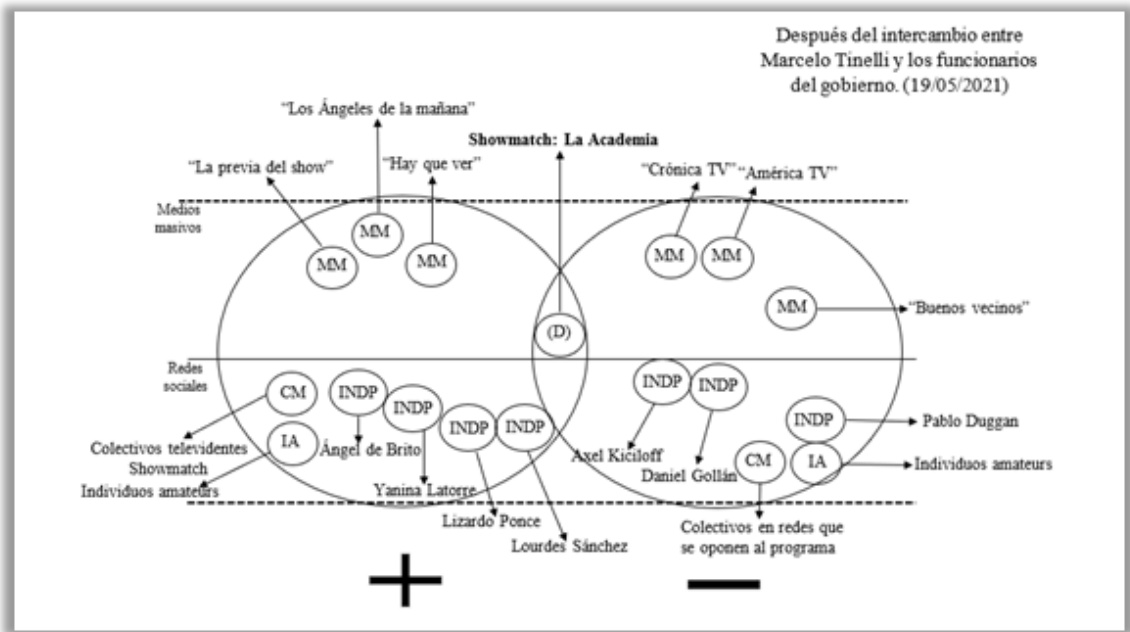 Después del intercambio entre
Marcelo Tinelli y los funcionarios
del gobierno. (19/05/2021)
“Los Ángeles de la mañana”
Showmatch: La Academia
“La previa del show”
“Hay que ver”
“Crónica TV”
“América TV”
Medios
masivos
MM
MM
MM
MM
MM
MM
“Buenos vecinos”
(D)
Redes
sociales
CM
INDP
INDP
INDP
INDP
INDP
INDP
INDP
Pablo Duggan
IA
CM
IA
Individuos amateurs
Colectivos televidentes
Showmatch
Individuos amateurs
Ángel de Brito
Yanina Latorre
Lizardo Ponce
Lourdes Sánchez
Axel Kiciloff
Daniel Gollán
Colectivos en redes que
se oponen al programa
+
−